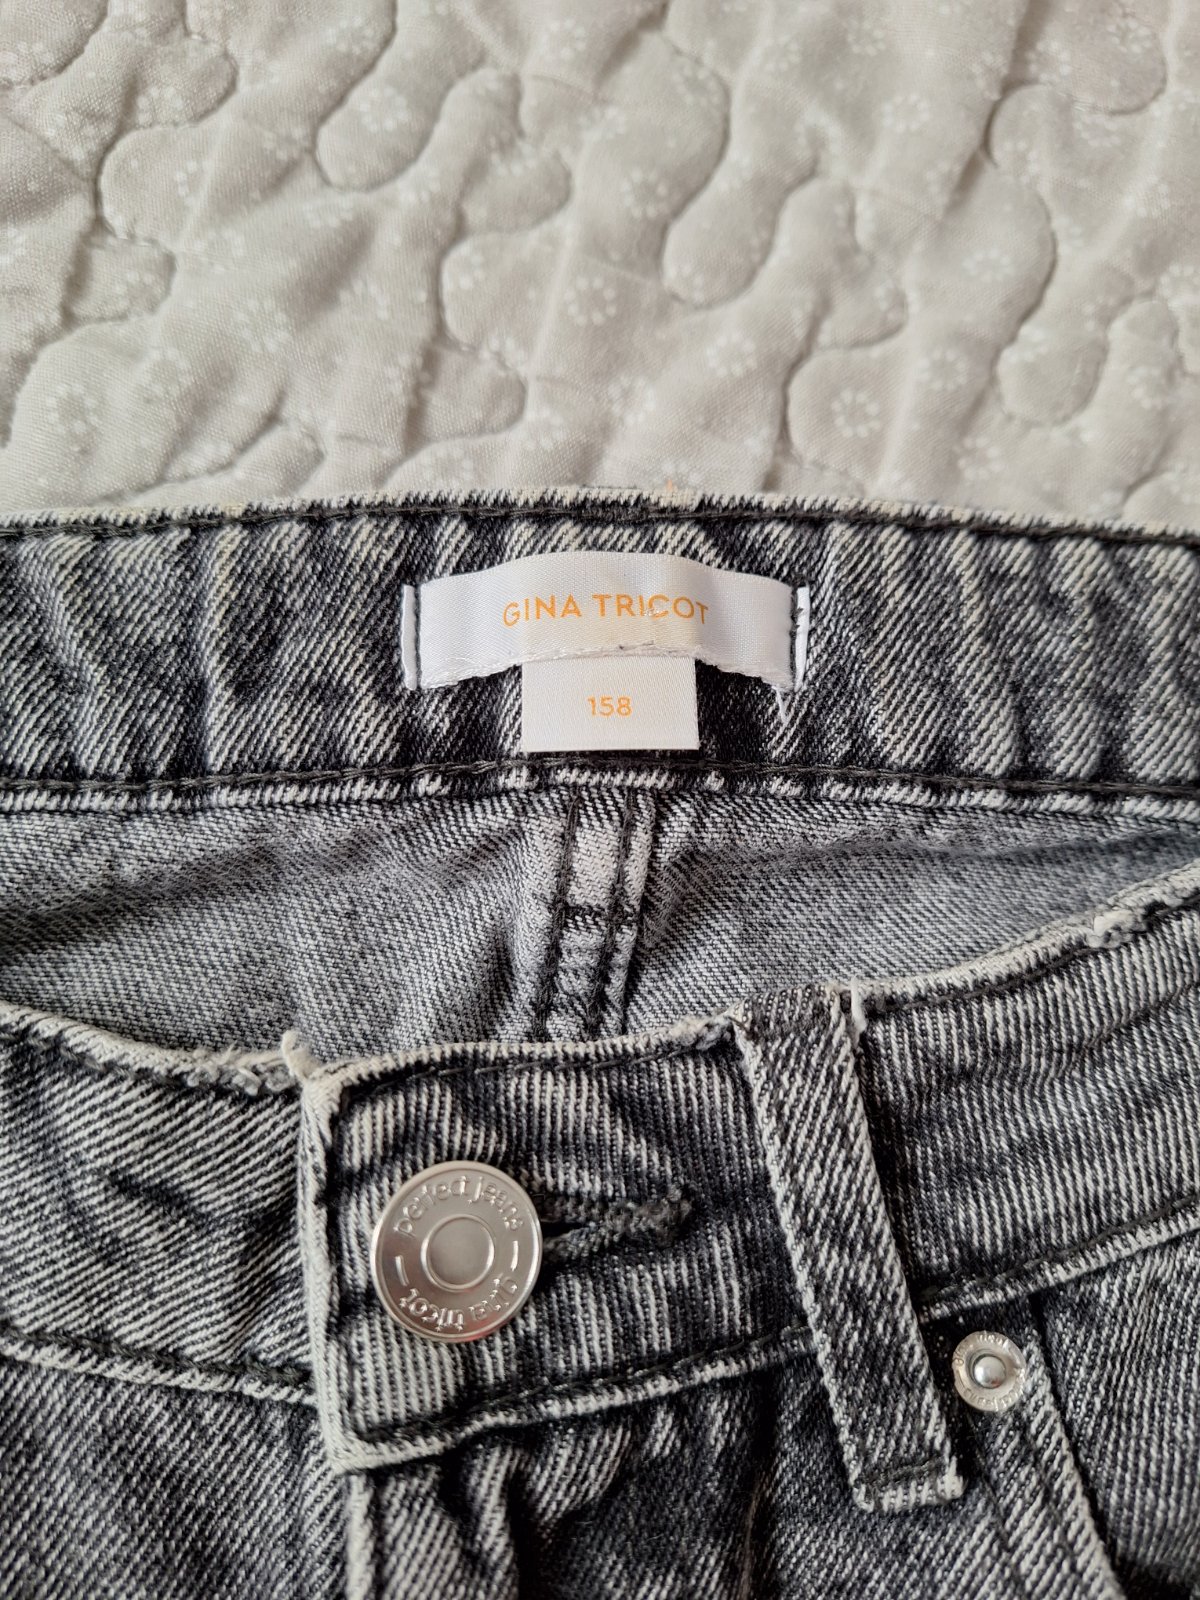 GINA TRICOT
158
perfect jeans
gina tricot